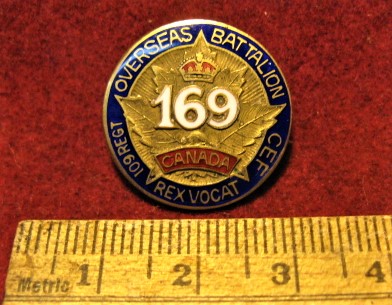 OVERSEAS BATTALION C.E.F.
169
CANADA
109 REGT
REX VOCAT
Metric 1 2 3 4